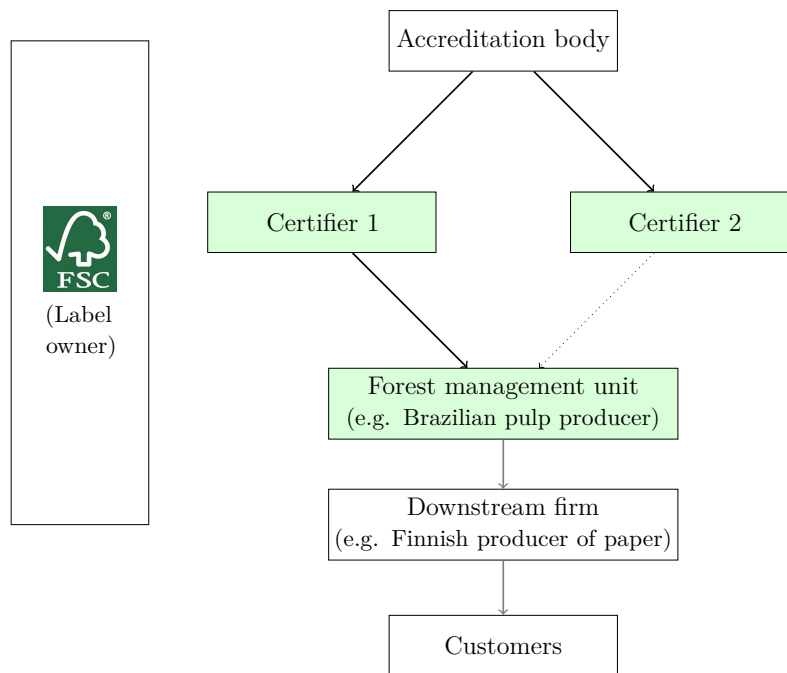 Accreditation body
Certifier 1
Certifier 2
®
FSC
(Label
owner)
Forest management unit
(e.g. Brazilian pulp producer)
Downstream firm
(e.g. Finnish producer of paper)
Customers